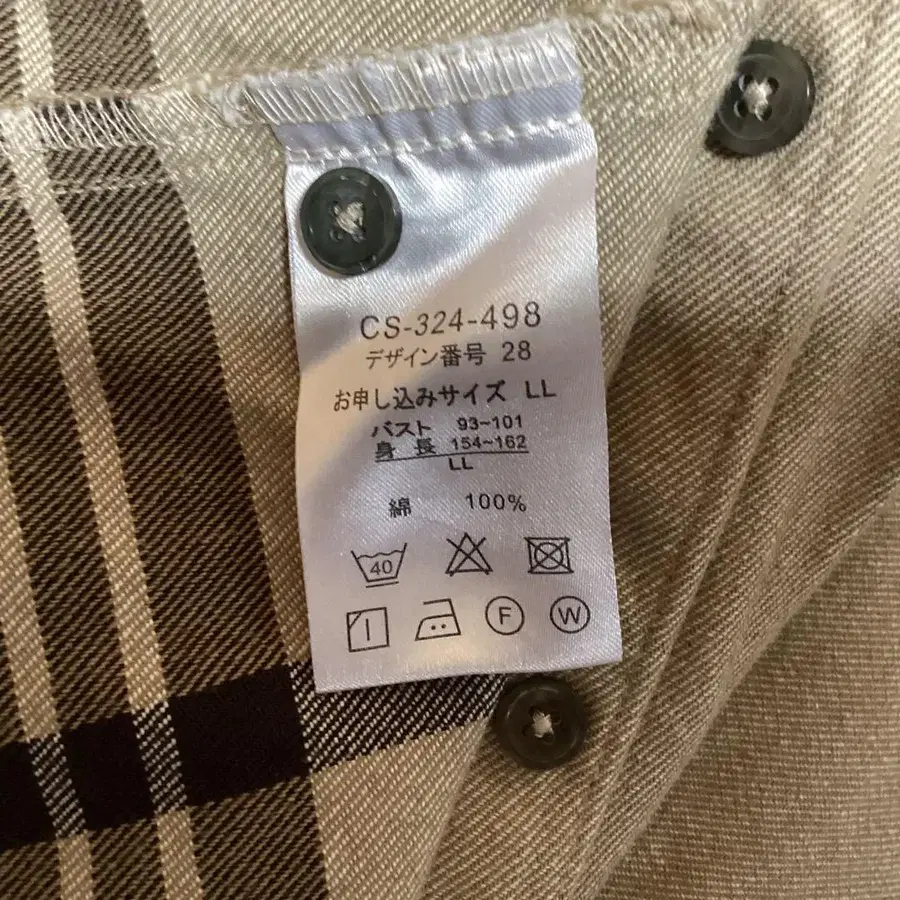 CS-324-498
デザイン番号 28
お申し込みサイズ LL
バスト 93~101
身長 154~162
LL
綿 100%
40
F W